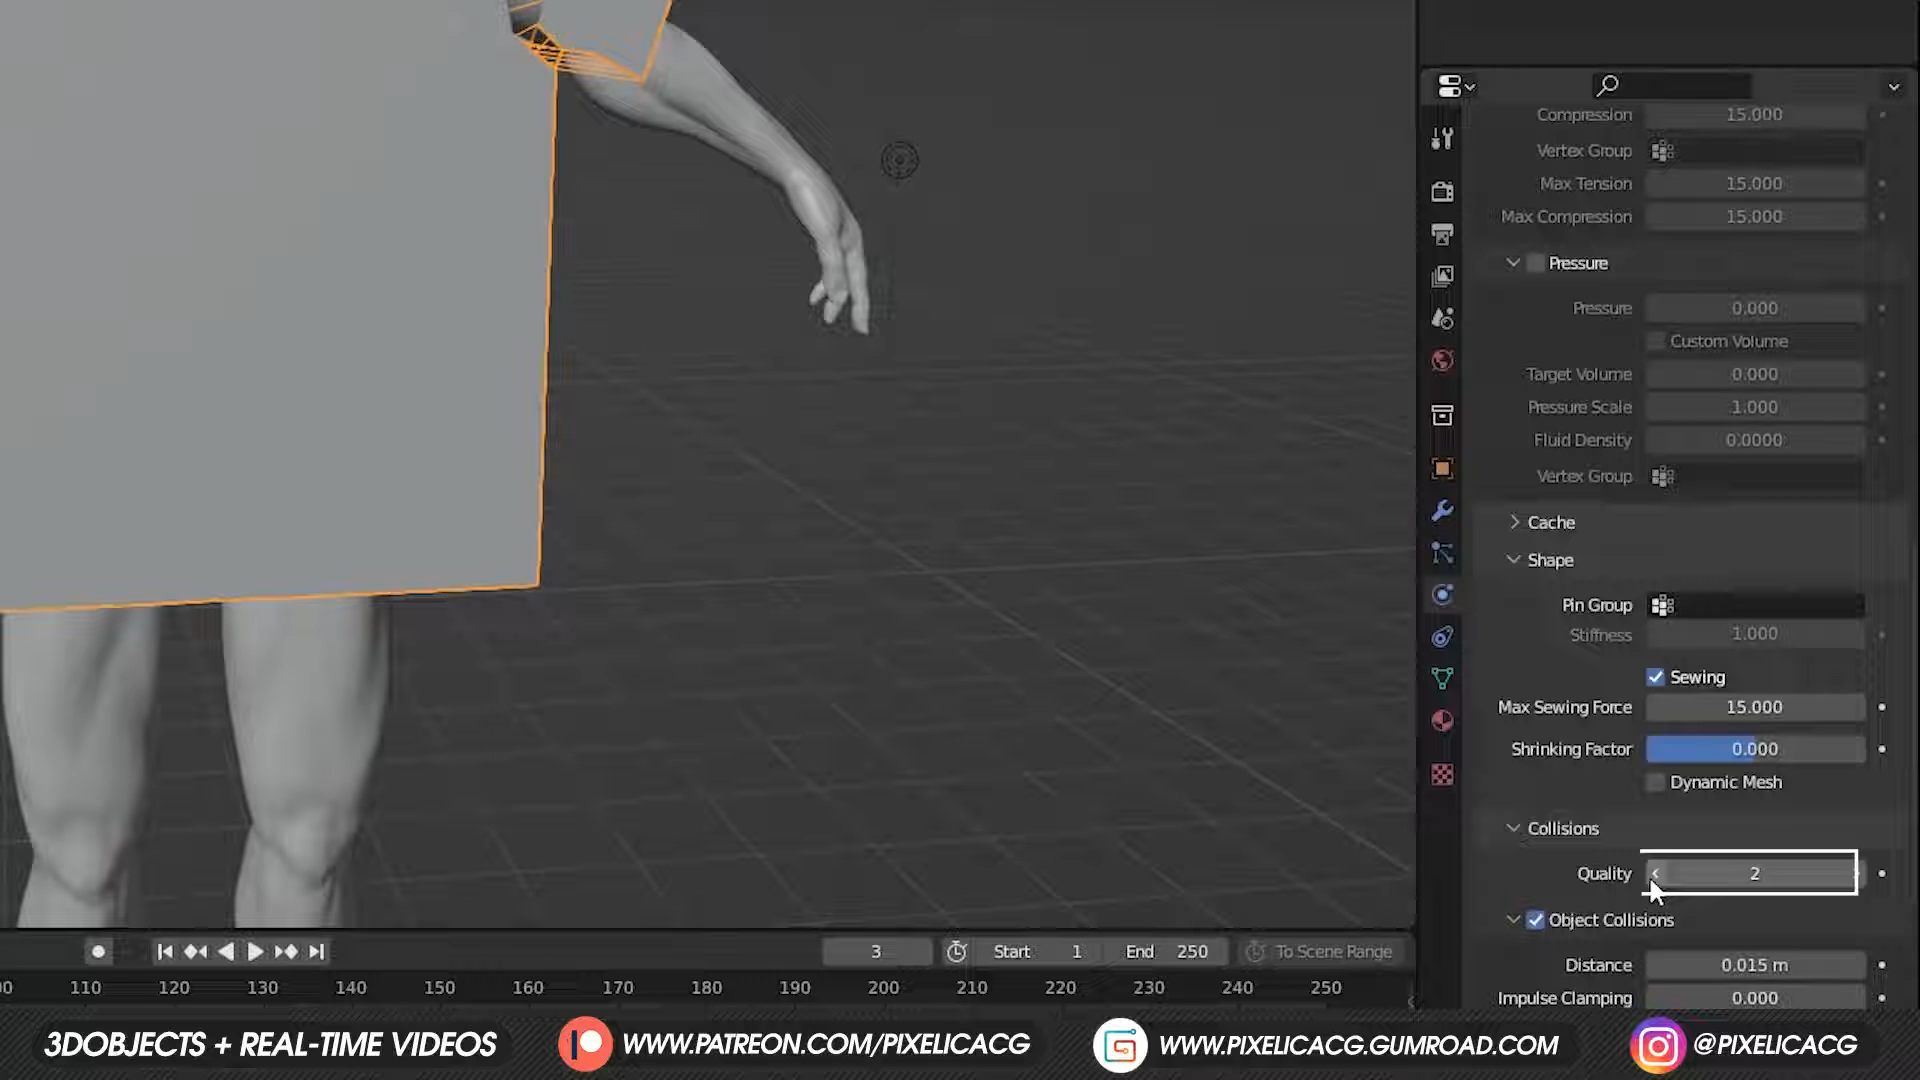 Compression 15.000
Vertex Group
Max Tension 15.000
Max Compression 15.000
Pressure
Pressure 0.000
Custom Volume
Target Volume 0.000
Pressure Scale 1.000
Fluid Density 0.0000
Vertex Group
Cache
Shape
Pin Group
Stiffness 1.000
Sewing
Max Sewing Force 15.000
Shrinking Factor 0.000
Dynamic Mesh
Collisions
Quality 2
Object Collisions
Distance 0.015 m
Impulse Clamping 0.000
3 Start 1 End 250 To Scene Range
110 120 130 140 150 160 170 180 190 200 210 220 230 240 250
3DOBJECTS + REAL-TIME VIDEOS WWW.PATREON.COM/PIXELICACG WWW.PIXELICACG.GUMROAD.COM @PIXELICACG